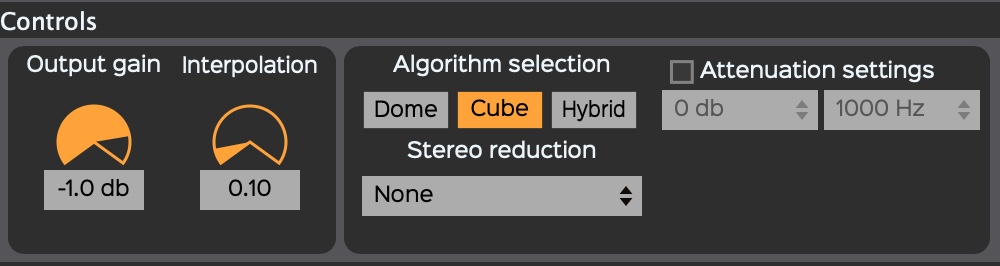 Controls
Output gain
Interpolation
-1.0 db
0.10
Algorithm selection
Dome
Cube
Hybrid
Stereo reduction
None
Attenuation settings
0 db
1000 Hz